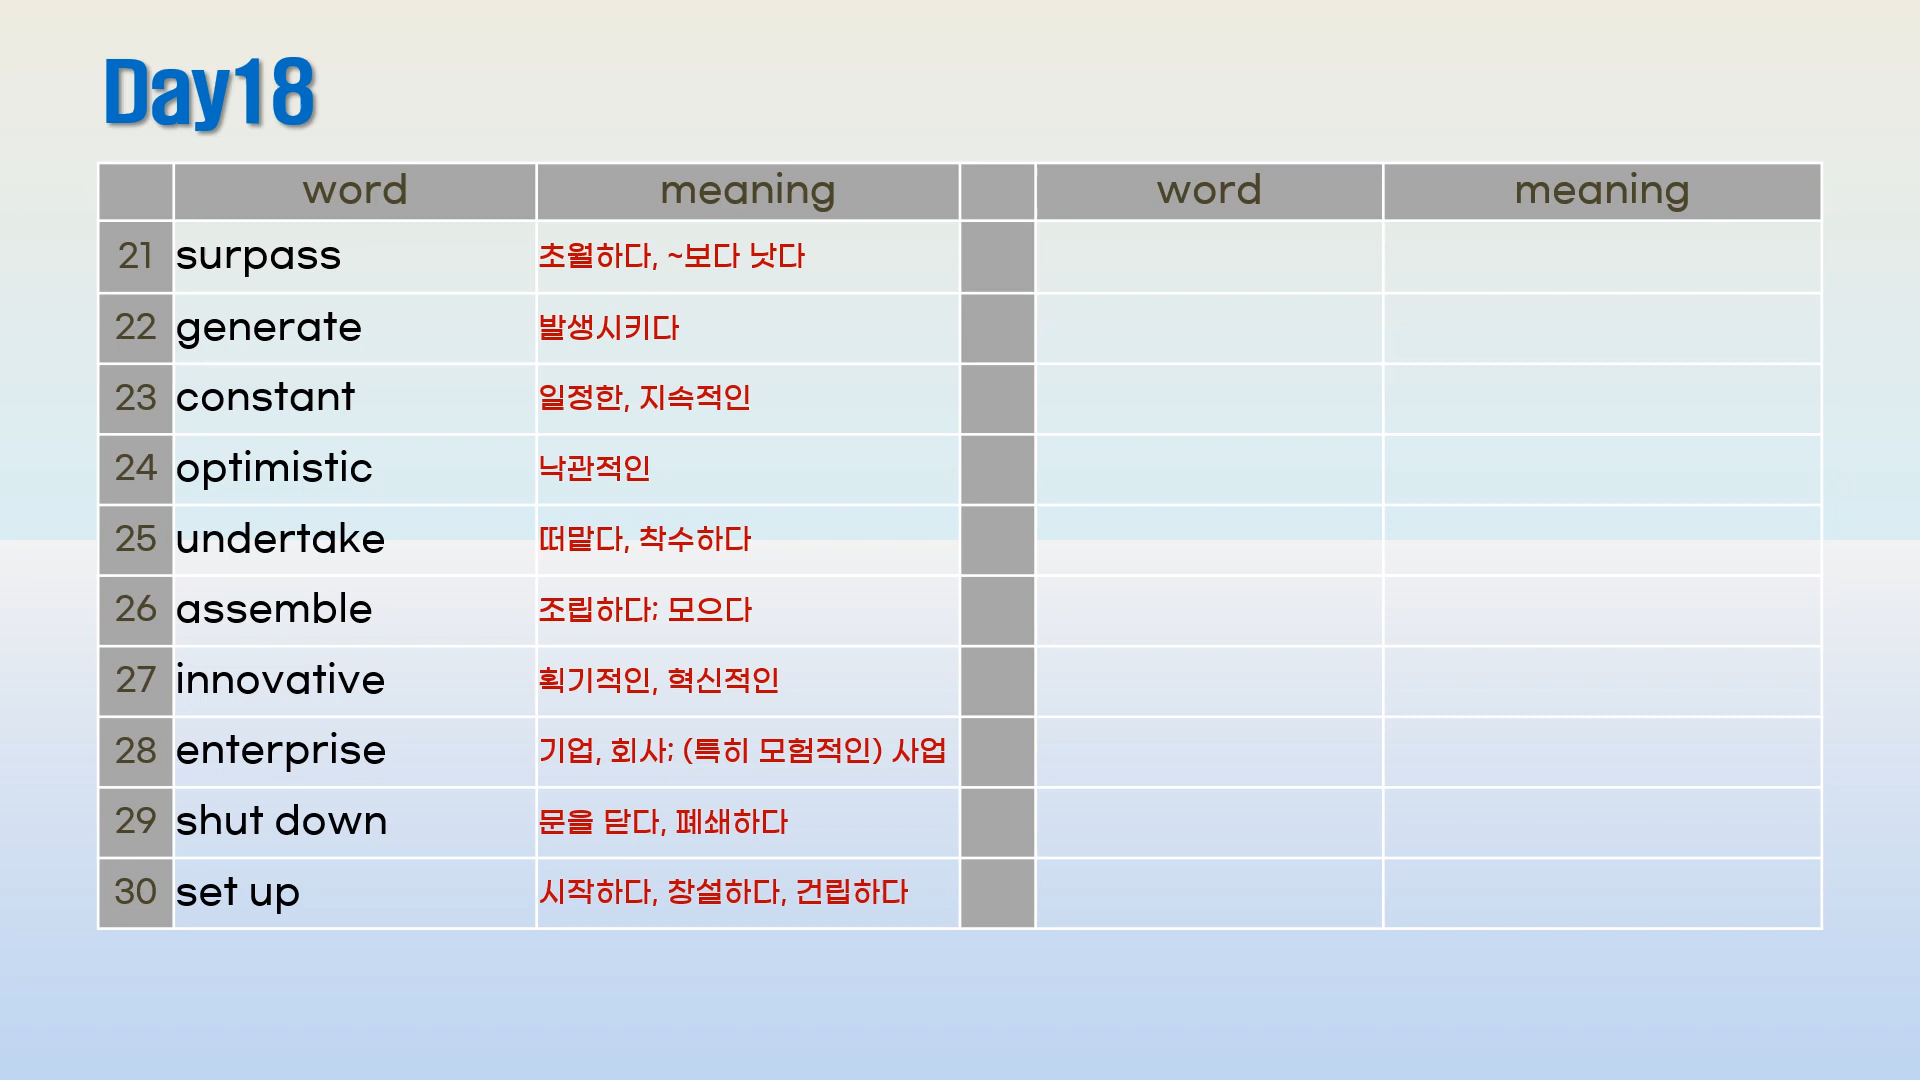 Day18
word meaning word meaning
21 surpass 초월하다, ~보다 낫다
22 generate 발생시키다
23 constant 일정한, 지속적인
24 optimistic 낙관적인
25 undertake 떠맡다, 착수하다
26 assemble 조립하다; 모으다
27 innovative 획기적인, 혁신적인
28 enterprise 기업, 회사; (특히 모험적인) 사업
29 shut down 문을 닫다, 폐쇄하다
30 set up 시작하다, 창설하다, 건립하다